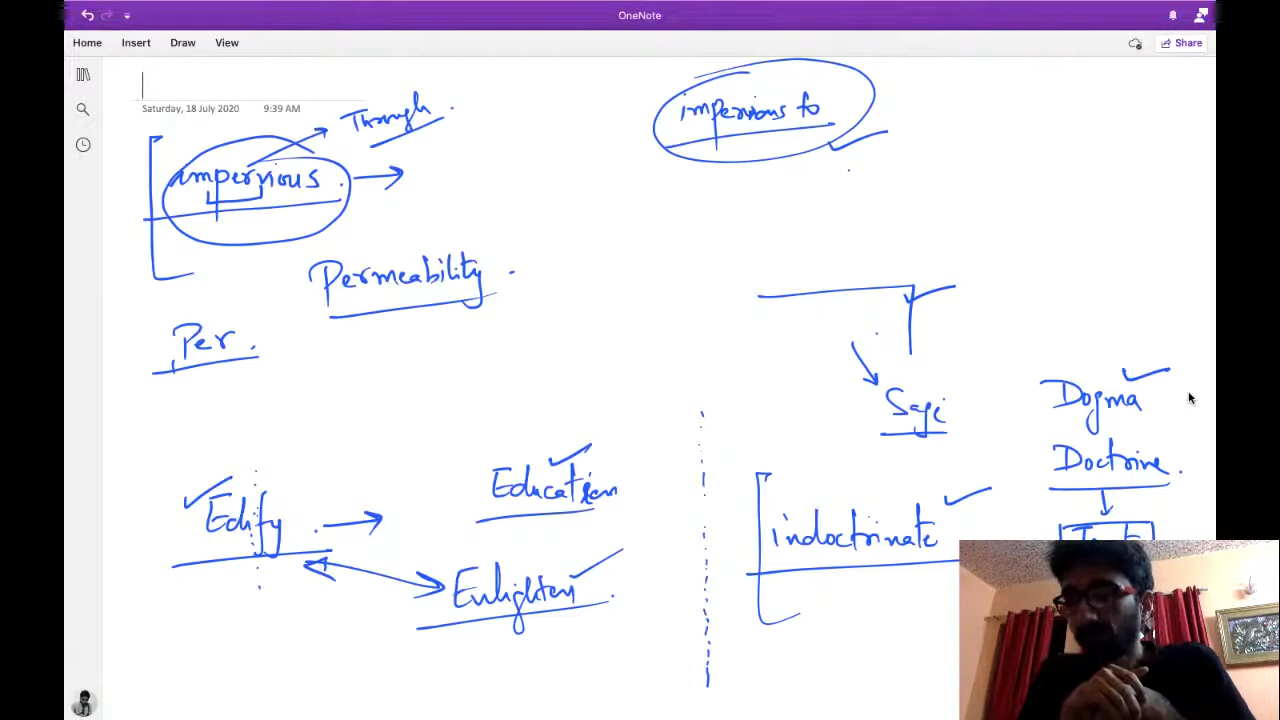 OneNote
Home Insert Draw View
Share
Saturday, 18 July 2020 9:39 AM
Through.
impervious to
impervious.
Permeability.
Per.
Dogma
Doctrine.
Education
Edify.
indoctrinate
Enlighten.